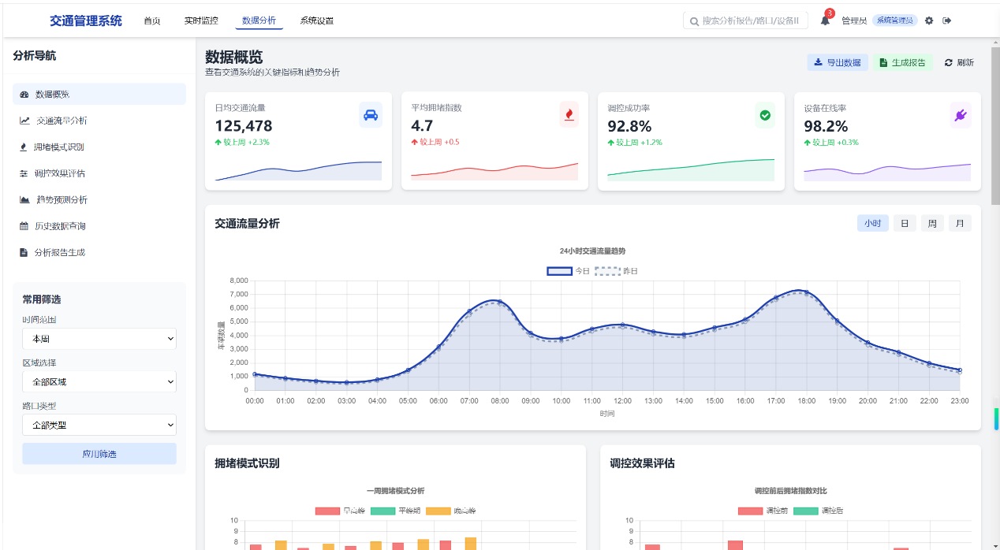 交通管理系统
首页
实时监控
数据分析
系统设置
搜索分析报告/路口/设备II
3
管理员
系统管理员
分析导航
数据概览
交通流量分析
拥堵模式识别
调控效果评估
趋势预测分析
历史数据查询
分析报告生成
常用筛选
时间范围
本周
区域选择
全部区域
路口类型
全部类型
应用筛选
数据概览
查看交通系统的关键指标和趋势分析
导出数据
生成报告
刷新
日均交通流量
125,478
较上周 +2.3%
平均拥堵指数
4.7
较上周 +0.5
调控成功率
92.8%
较上周 +1.2%
设备在线率
98.2%
较上周 +0.3%
交通流量分析
小时 日 周 月
24小时交通流量趋势
今日 昨日
车辆数量
8,000
7,000
6,000
5,000
4,000
3,000
2,000
1,000
0
00:00 01:00 02:00 03:00 04:00 05:00 06:00 07:00 08:00 09:00 10:00 11:00 12:00 13:00 14:00 15:00 16:00 17:00 18:00 19:00 20:00 21:00 22:00 23:00
时间
拥堵模式识别
一周拥堵模式分析
早高峰 平峰期 晚高峰
10
9
8
调控效果评估
调控前后拥堵指数对比
调控前 调控后
10
9
8